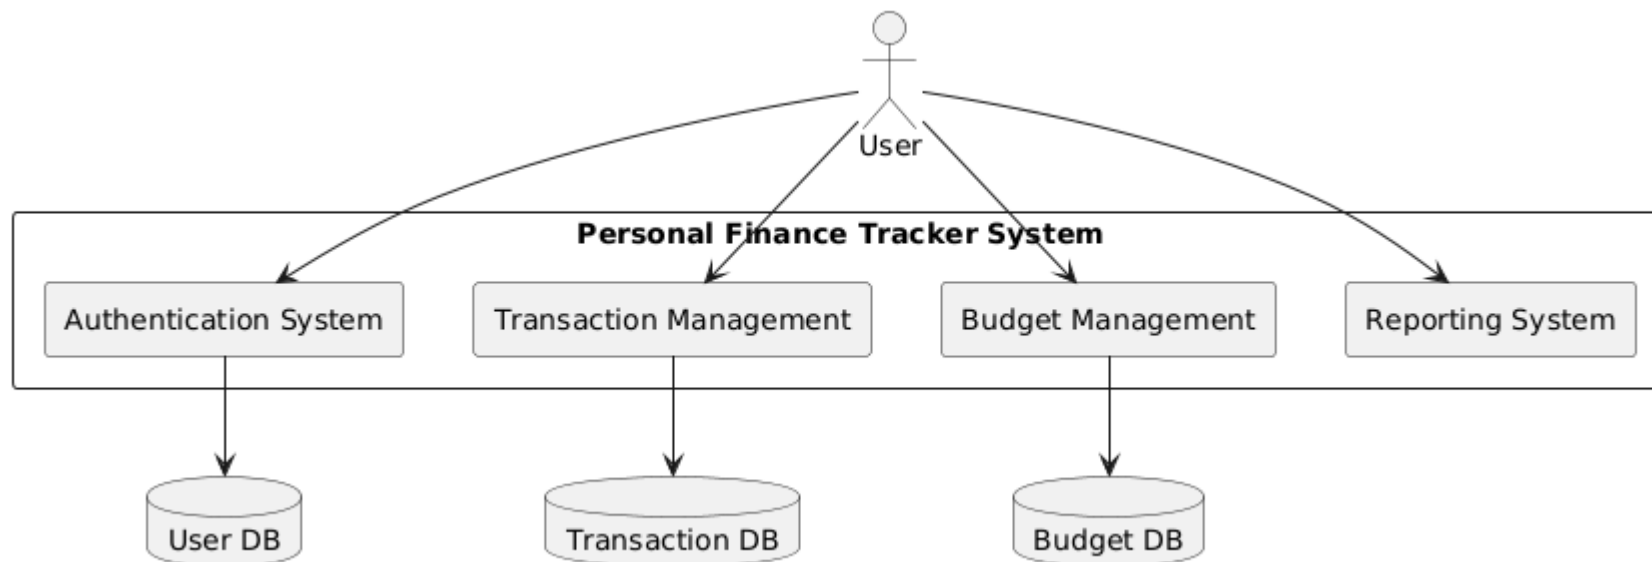 User
Personal Finance Tracker System
Authentication System
Transaction Management
Budget Management
Reporting System
User DB
Transaction DB
Budget DB